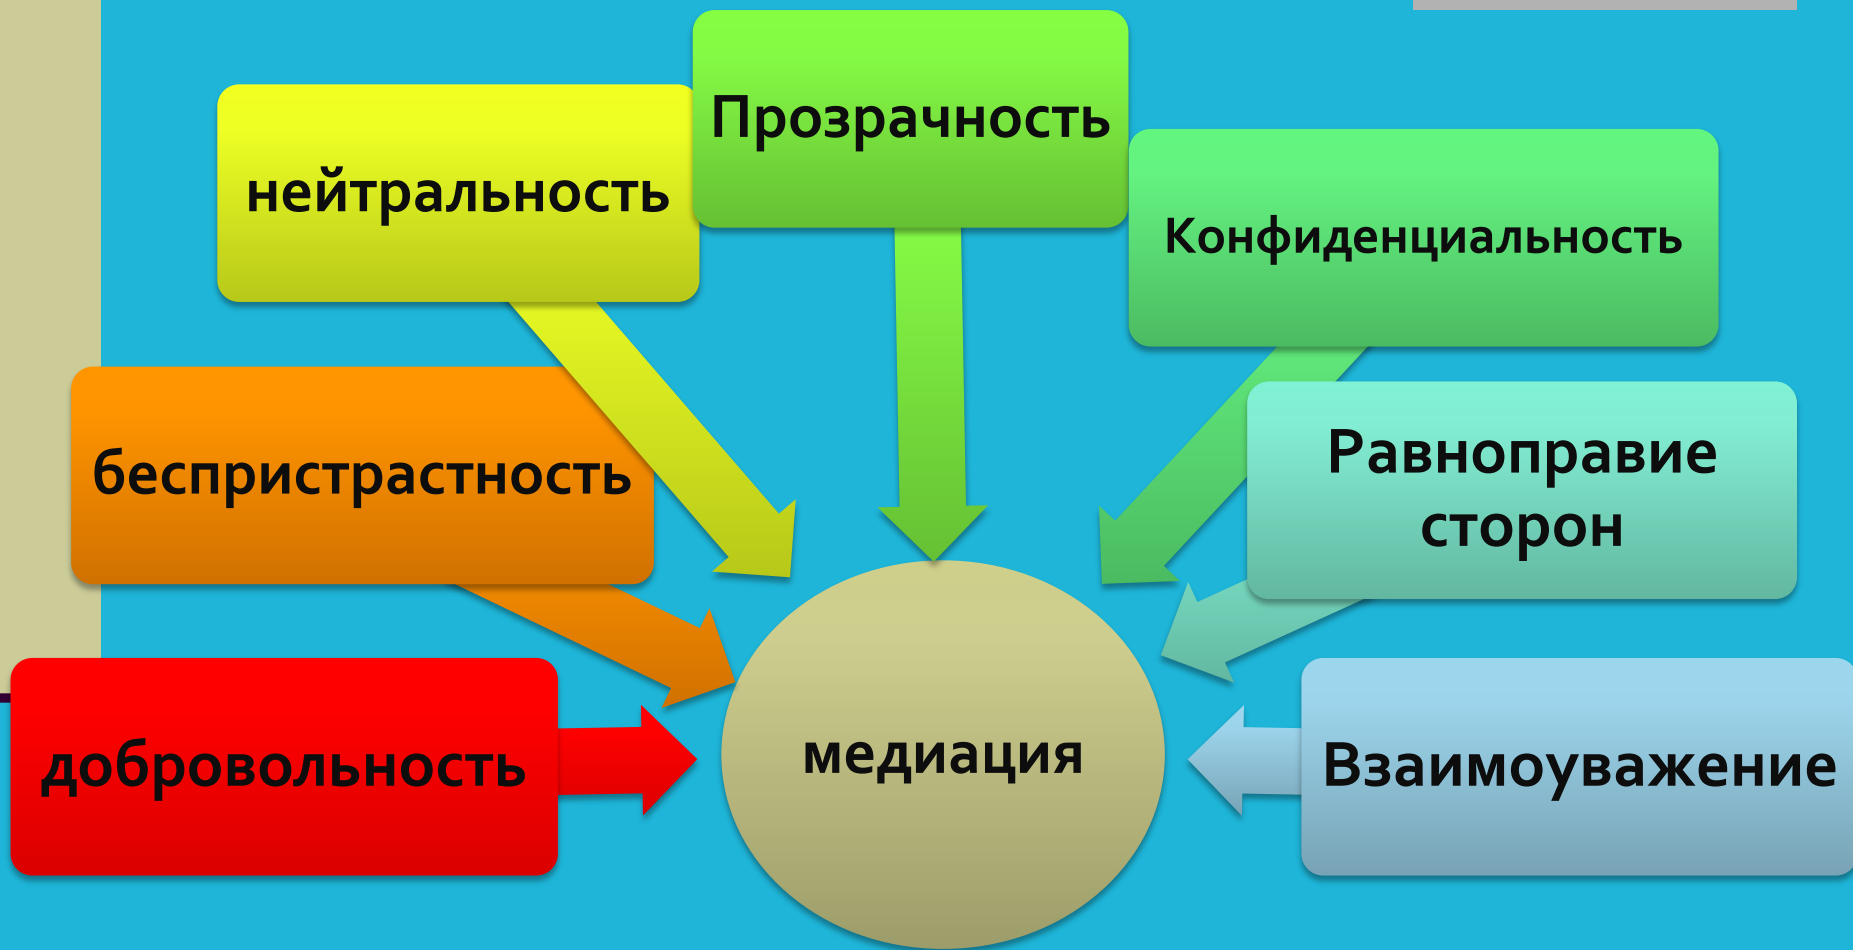 Прозрачность
нейтральность
Конфиденциальность
беспристрастность
Равноправие
сторон
добровольность
медиация
Взаимоуважение